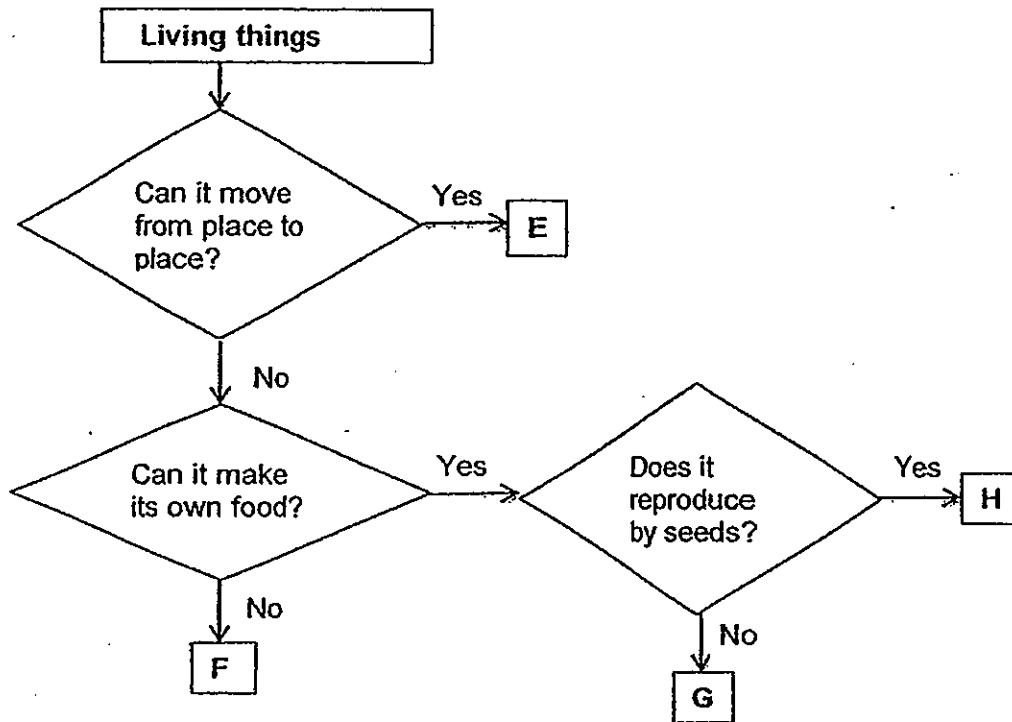 Living things
Can it move
from place to
place?
Yes
E
No
Can it make
its own food?
Yes
Does it
reproduce
by seeds?
Yes
H
No
F
No
G